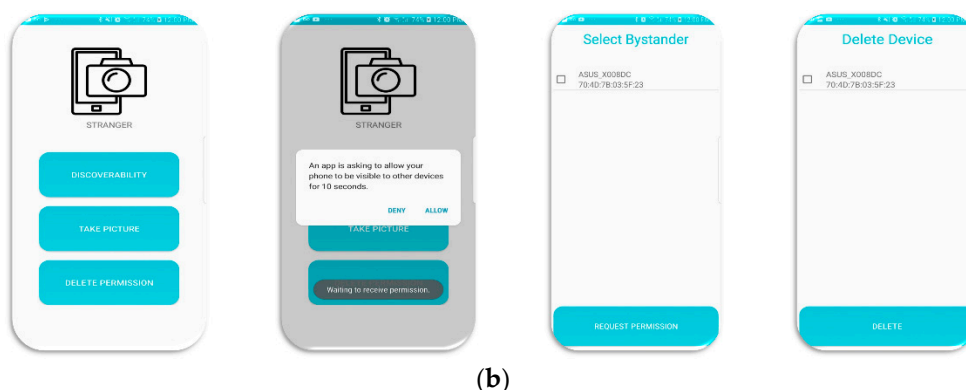 STRANGER
DISCOVERABILITY
TAKE PICTURE
DELETE PERMISSION
STRANGER
An app is asking to allow your
phone to be visible to other devices
for 10 seconds.
DENY ALLOW
TAKE PICTURE
Waiting to receive permission.
Select Bystander
ASUS_X008DC
70:4D:7B:03:5F:23
REQUEST PERMISSION
Delete Device
ASUS_X008DC
70:4D:7B:03:5F:23
DELETE
(b)